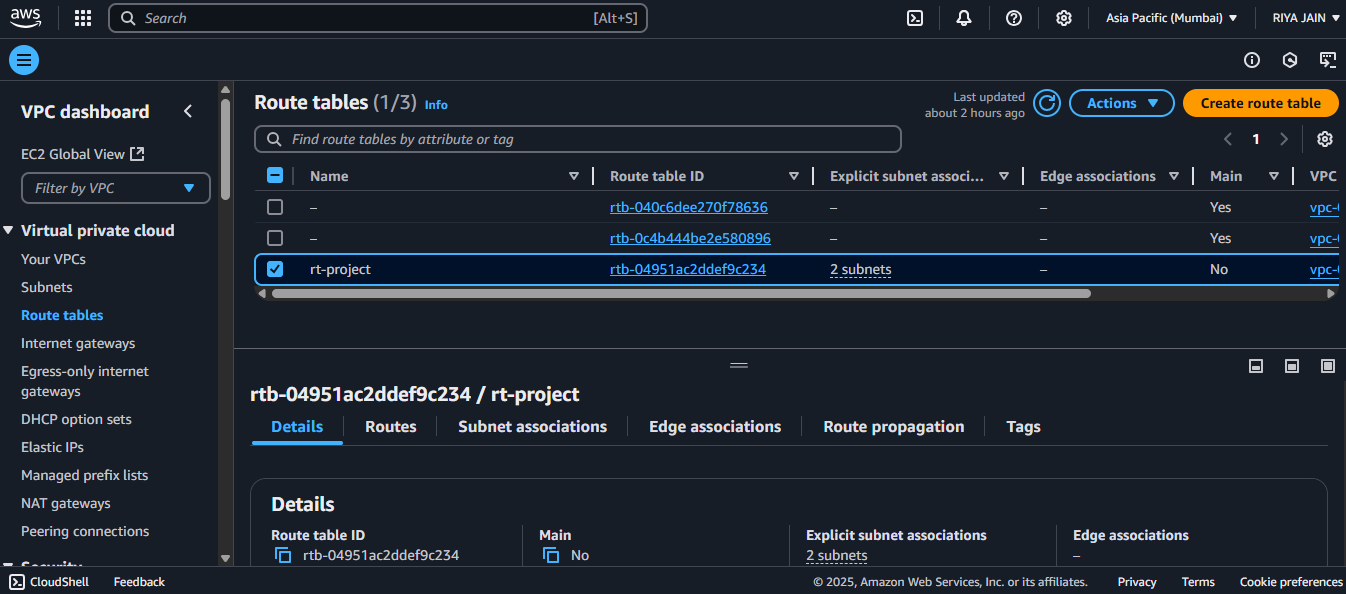 aws Search [Alt+S] Asia Pacific (Mumbai) RIYA JAIN
VPC dashboard
EC2 Global View
Filter by VPC
Virtual private cloud
Your VPCs
Subnets
Route tables
Internet gateways
Egress-only internet
gateways
DHCP option sets
Elastic IPs
Managed prefix lists
NAT gateways
Peering connections
Security
Route tables (1/3) Info
Last updated
about 2 hours ago
Actions
Create route table
Find route tables by attribute or tag
1
Name Route table ID Explicit subnet associ... Edge associations Main VPC
– rtb-040c6dee270f78636 – – Yes vpc-0
– rtb-0c4b444be2e580896 – – Yes vpc-0
rt-project rtb-04951ac2ddef9c234 2 subnets – No vpc-0
rtb-04951ac2ddef9c234 / rt-project
Details Routes Subnet associations Edge associations Route propagation Tags
Details
Route table ID Main Explicit subnet associations Edge associations
rtb-04951ac2ddef9c234 No 2 subnets –
CloudShell Feedback © 2025, Amazon Web Services, Inc. or its affiliates. Privacy Terms Cookie preferences